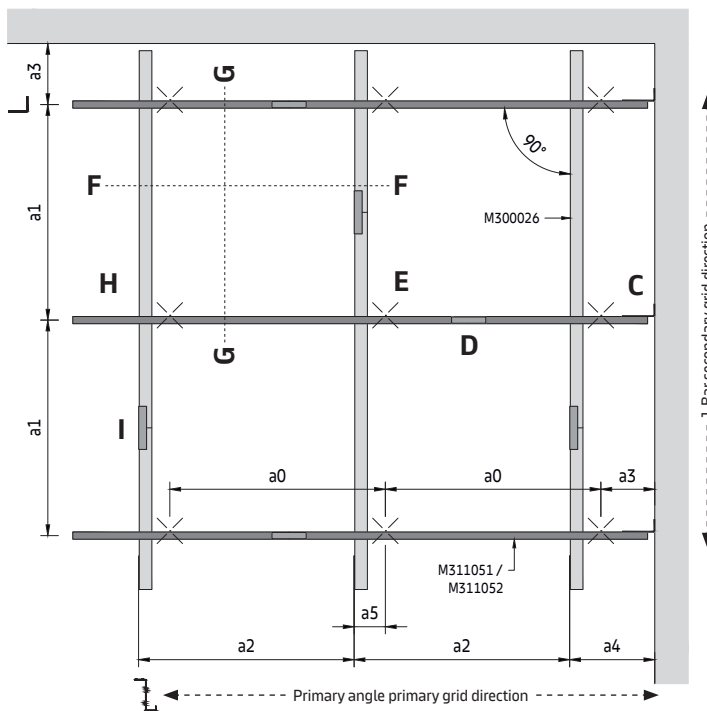 a3
G
90°
F
F
M300026
a1
H
E
C
D
G
1 Bar secondary grid direction
I
a1
a0
a0
a3
M311051 /
M311052
a5
a2
a2
a4
Primary angle primary grid direction